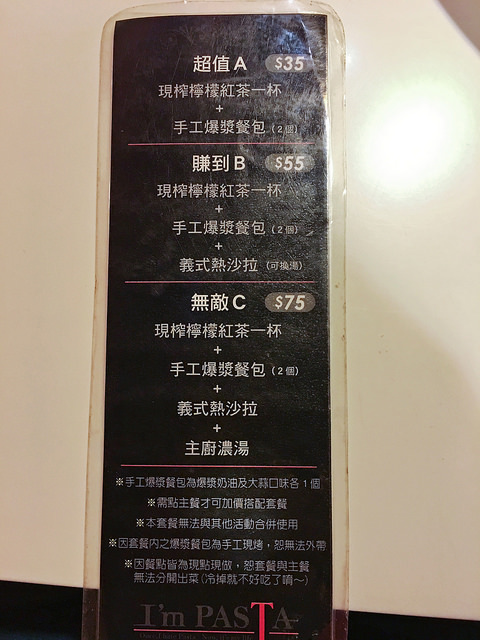 超值A $35
現榨檸檬紅茶一杯
+
手工爆漿餐包(2個)
賺到B $55
現榨檸檬紅茶一杯
+
手工爆漿餐包(2個)
+
義式熱沙拉(可換湯)
無敵C $75
現榨檸檬紅茶一杯
+
手工爆漿餐包(2個)
+
義式熱沙拉
+
主廚濃湯
※手工爆漿餐包為爆漿奶油及大蒜口味各1個
※需點主餐才可加價搭配套餐
※本套餐無法與其他活動合併使用
※因套餐內之爆漿餐包為手工現烤,恕無法外帶
※因餐點皆為現點現做,恕套餐與主餐
無法分開出菜(冷掉就不好吃了唷~)
I'm PASTA